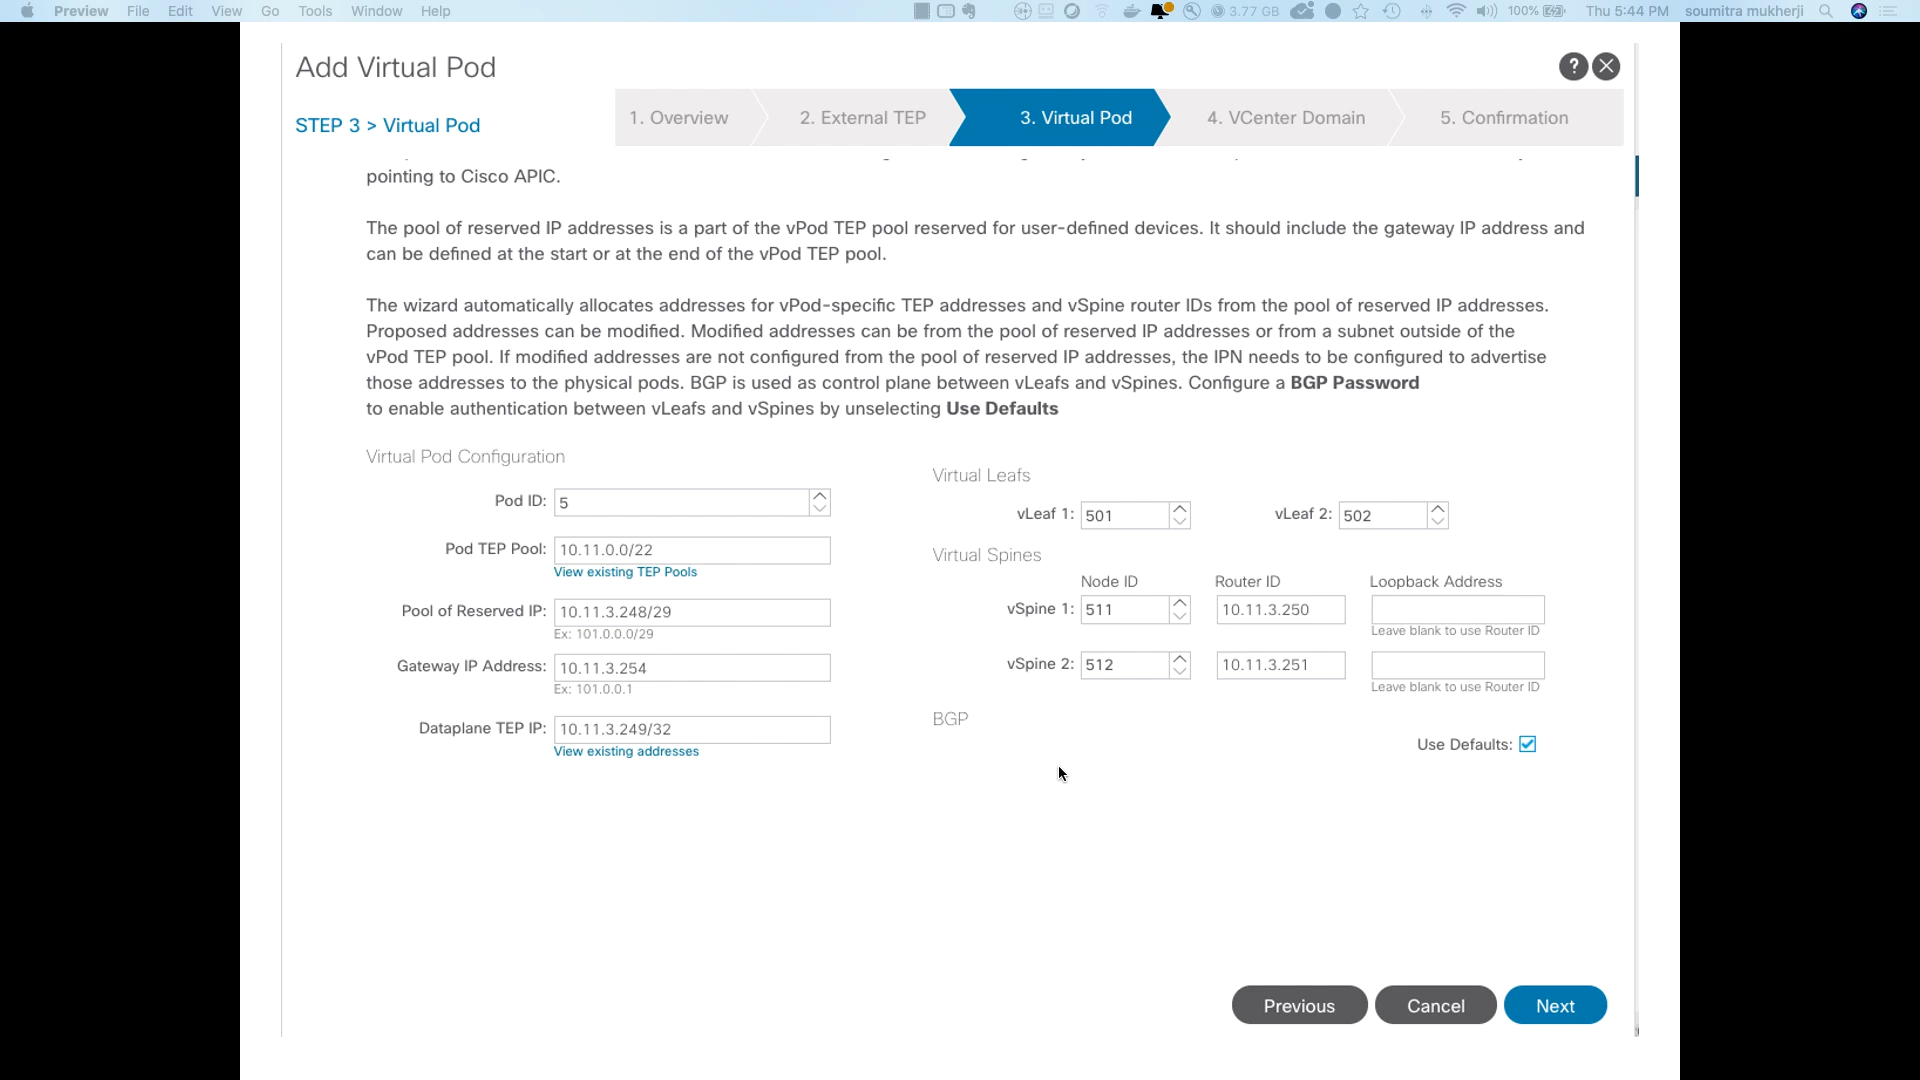 Preview File Edit View Go Tools Window Help 3.77 GB 100% Thu 5:44 PM soumitra mukherji
Add Virtual Pod
STEP 3 > Virtual Pod
1. Overview 2. External TEP 3. Virtual Pod 4. VCenter Domain 5. Confirmation
pointing to Cisco APIC.
The pool of reserved IP addresses is a part of the vPod TEP pool reserved for user-defined devices. It should include the gateway IP address and
can be defined at the start or at the end of the vPod TEP pool.
The wizard automatically allocates addresses for vPod-specific TEP addresses and vSpine router IDs from the pool of reserved IP addresses.
Proposed addresses can be modified. Modified addresses can be from the pool of reserved IP addresses or from a subnet outside of the
vPod TEP pool. If modified addresses are not configured from the pool of reserved IP addresses, the IPN needs to be configured to advertise
those addresses to the physical pods. BGP is used as control plane between vLeafs and vSpines. Configure a BGP Password
to enable authentication between vLeafs and vSpines by unselecting Use Defaults
Virtual Pod Configuration
Pod ID: 5
Pod TEP Pool: 10.11.0.0/22
View existing TEP Pools
Pool of Reserved IP: 10.11.3.248/29
Ex: 101.0.0.0/29
Gateway IP Address: 10.11.3.254
Ex: 101.0.0.1
Dataplane TEP IP: 10.11.3.249/32
View existing addresses
Virtual Leafs
vLeaf 1: 501 vLeaf 2: 502
Virtual Spines
Node ID Router ID Loopback Address
vSpine 1: 511 10.11.3.250
Leave blank to use Router ID
vSpine 2: 512 10.11.3.251
Leave blank to use Router ID
BGP
Use Defaults:
Previous Cancel Next